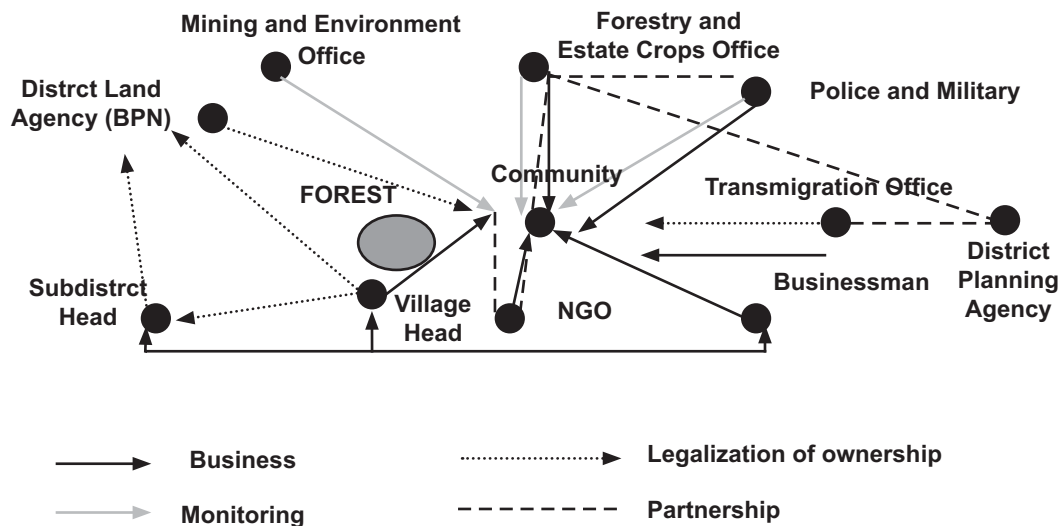 Mining and Environment
Office
Forestry and
Estate Crops Office
Distrct Land
Agency (BPN)
Police and Military
Community
FOREST
Transmigration Office
Subdistrct
Head
Village
Head
NGO
Businessman
District
Planning
Agency
Business
Legalization of ownership
Monitoring
Partnership